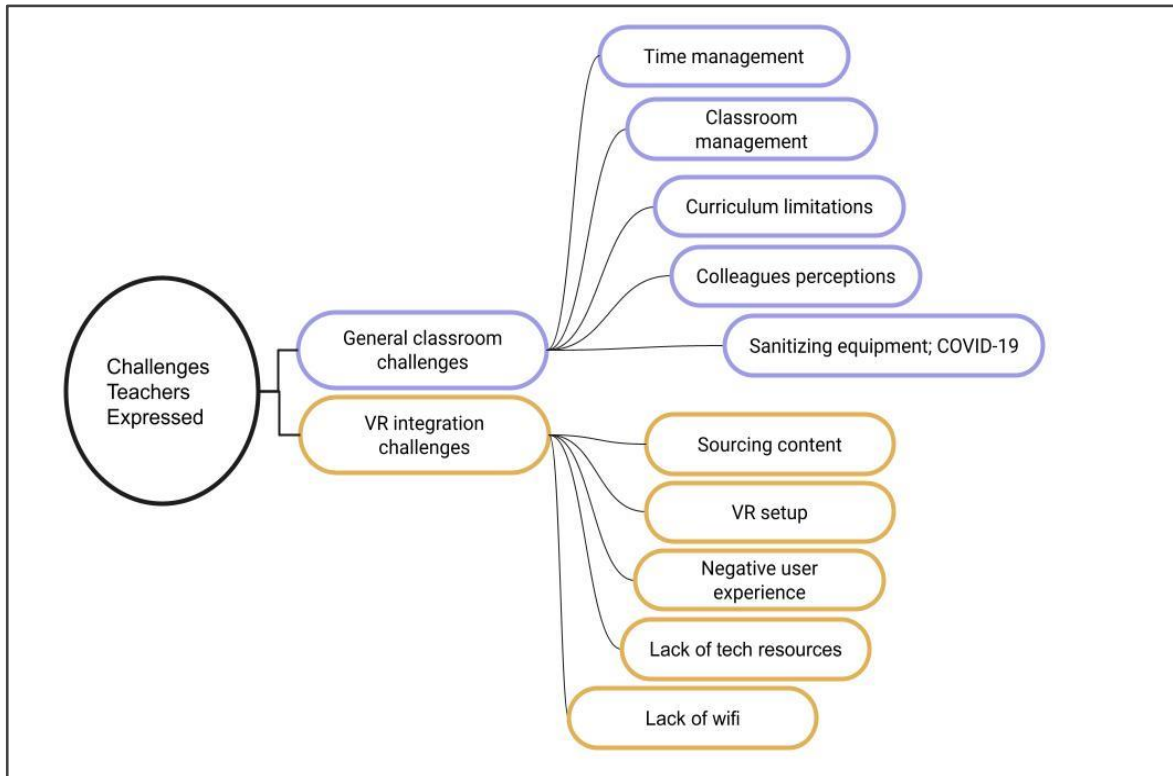 Challenges
Teachers
Expressed
General classroom
challenges
Time management
Classroom
management
Curriculum limitations
Colleagues perceptions
Sanitizing equipment; COVID-19
VR integration
challenges
Sourcing content
VR setup
Negative user
experience
Lack of tech resources
Lack of wifi